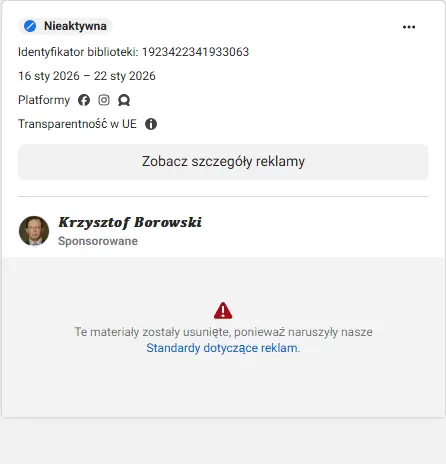 Nieaktywna
Identyfikator biblioteki: 1923422341933063
16 sty 2026 – 22 sty 2026
Platformy
Transparentność w UE
Zobacz szczegóły reklamy
Krzysztof Borowski
Sponsorowane
Te materiały zostały usunięte, ponieważ naruszyły nasze
Standardy dotyczące reklam.